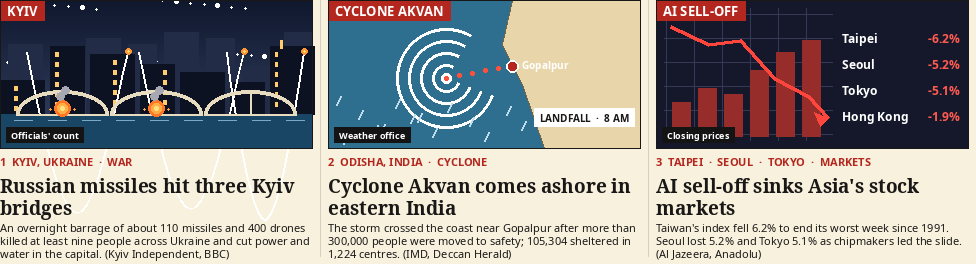 KYIV
Officials' count
1 KYIV, UKRAINE · WAR
Russian missiles hit three Kyiv
bridges
An overnight barrage of about 110 missiles and 400 drones
killed at least nine people across Ukraine and cut power and
water in the capital. (Kyiv Independent, BBC)
CYCLONE AKVAN
Gopalpur
LANDFALL · 8 AM
Weather office
2 ODISHA, INDIA · CYCLONE
Cyclone Akvan comes ashore in
eastern India
The storm crossed the coast near Gopalpur after more than
300,000 people were moved to safety; 105,304 sheltered in
1,224 centres. (IMD, Deccan Herald)
AI SELL-OFF
Taipei -6.2%
Seoul -5.2%
Tokyo -5.1%
Hong Kong -1.9%
Closing prices
3 TAIPEI · SEOUL · TOKYO · MARKETS
AI sell-off sinks Asia's stock
markets
Taiwan's index fell 6.2% to end its worst week since 1991.
Seoul lost 5.2% and Tokyo 5.1% as chipmakers led the slide.
(Al Jazeera, Anadolu)